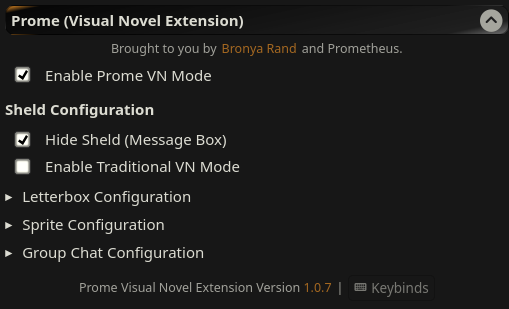 Prome (Visual Novel Extension)
Brought to you by Bronya Rand and Prometheus.
Enable Prome VN Mode
Sheld Configuration
Hide Sheld (Message Box)
Enable Traditional VN Mode
Letterbox Configuration
Sprite Configuration
Group Chat Configuration
Prome Visual Novel Extension Version 1.0.7 | Keybinds